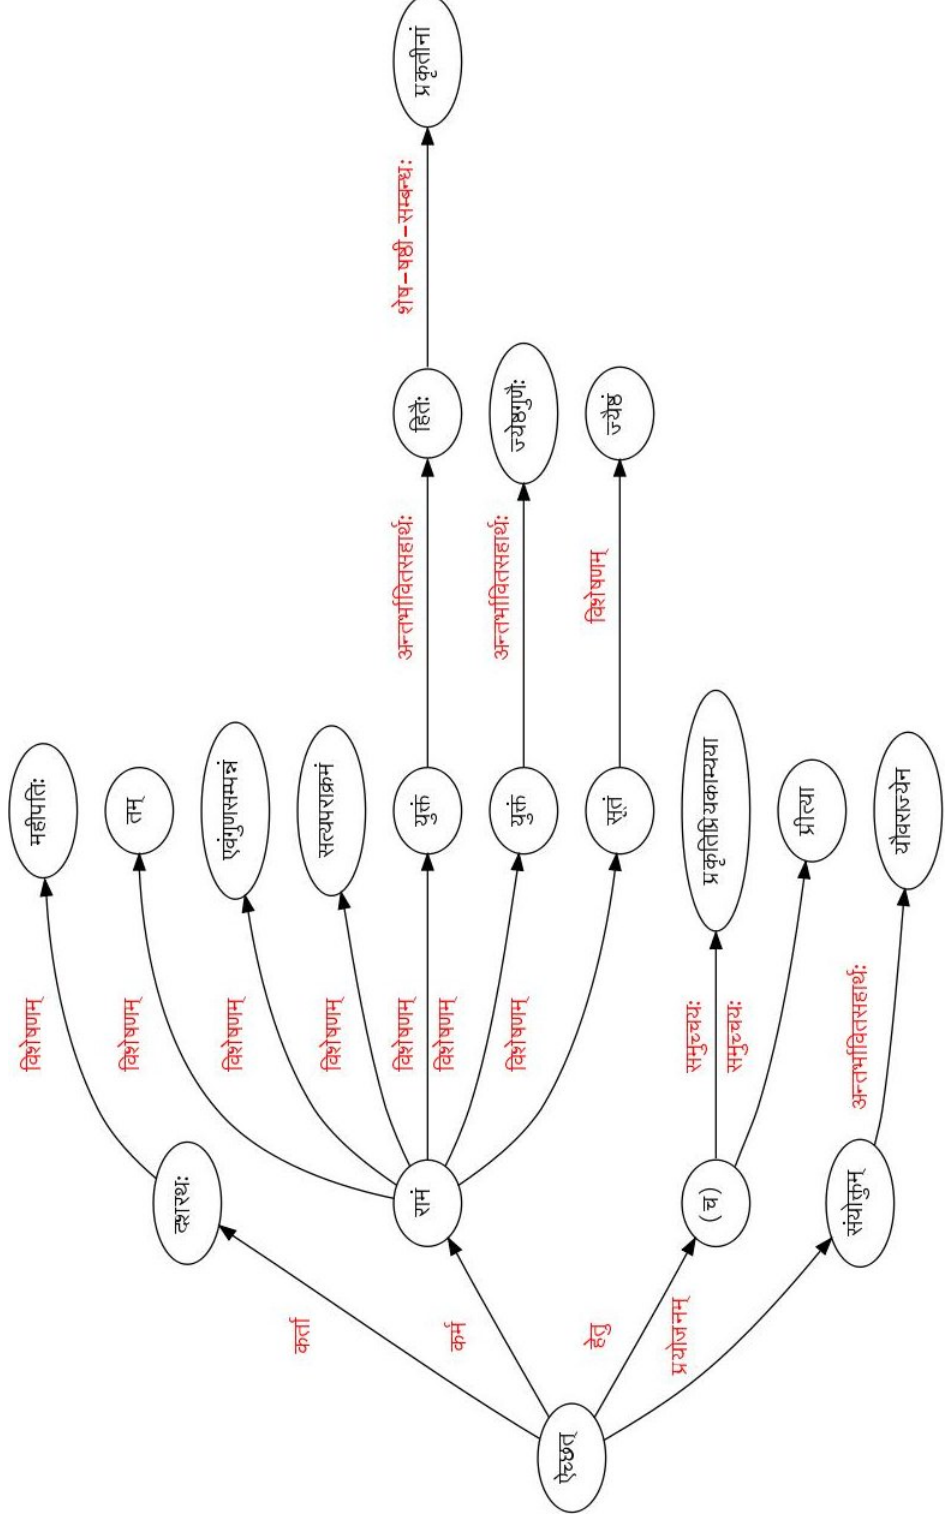 विशेषणम्
महीपतिः
विशेषणम्
तम्
दशरथः
विशेषणम्
एवंगुणसम्पन्नं
कर्ता
विशेषणम्
सत्यपराक्रमं
विशेषणम्
अन्तर्भावितसहार्थः
शेष-षष्ठी-सम्बन्धः
रामं
युक्तं
हितैः
प्रकृतीनां
कर्म
विशेषणम्
अन्तर्भावितसहार्थः
युक्तं
ज्येष्ठगुणैः
विशेषणम्
ऐच्छत्
हेतु
विशेषणम्
सुतं
ज्येष्ठं
प्रयोजनम्
समुच्चयः
(च)
प्रकृतिप्रियकाम्यया
समुच्चयः
प्रीत्या
संयोक्तुम्
अन्तर्भावितसहार्थः
यौवराज्येन